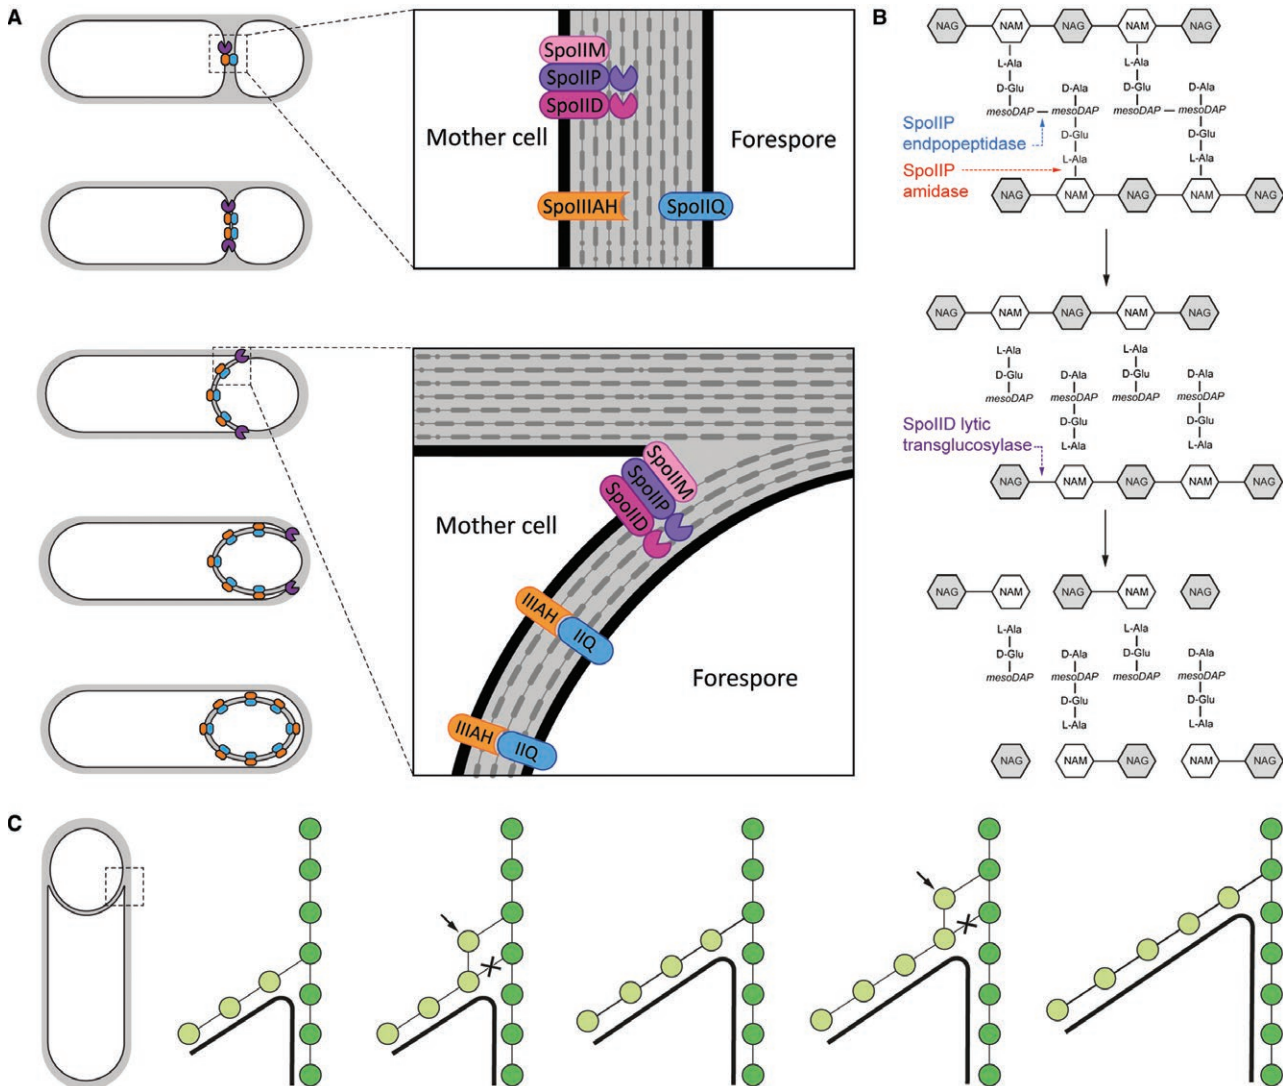 A
SpoIIM
SpoIIP
SpoIID
Mother cell
Forespore
SpoIIIAH
SpoIIQ
SpoIIM
SpoIIP
SpoIID
Mother cell
IIIAH
IIQ
Forespore
IIIAH
IIQ
B
NAG NAM NAG NAM NAG
L-Ala L-Ala
D-Glu D-Ala D-Glu D-Ala
mesoDAP mesoDAP mesoDAP mesoDAP
SpoIIP
endpopeptidase
D-Glu D-Glu
L-Ala L-Ala
SpoIIP
amidase
NAG NAM NAG NAM NAG
NAG NAM NAG NAM NAG
L-Ala L-Ala
D-Glu D-Ala D-Glu D-Ala
mesoDAP mesoDAP mesoDAP mesoDAP
D-Glu D-Glu
L-Ala L-Ala
SpoIID lytic
transglucosylase
NAG NAM NAG NAM NAG
NAG NAM NAG NAM NAG
L-Ala L-Ala
D-Glu D-Ala D-Glu D-Ala
mesoDAP mesoDAP mesoDAP mesoDAP
D-Glu D-Glu
L-Ala L-Ala
NAG NAM NAG NAM NAG
C